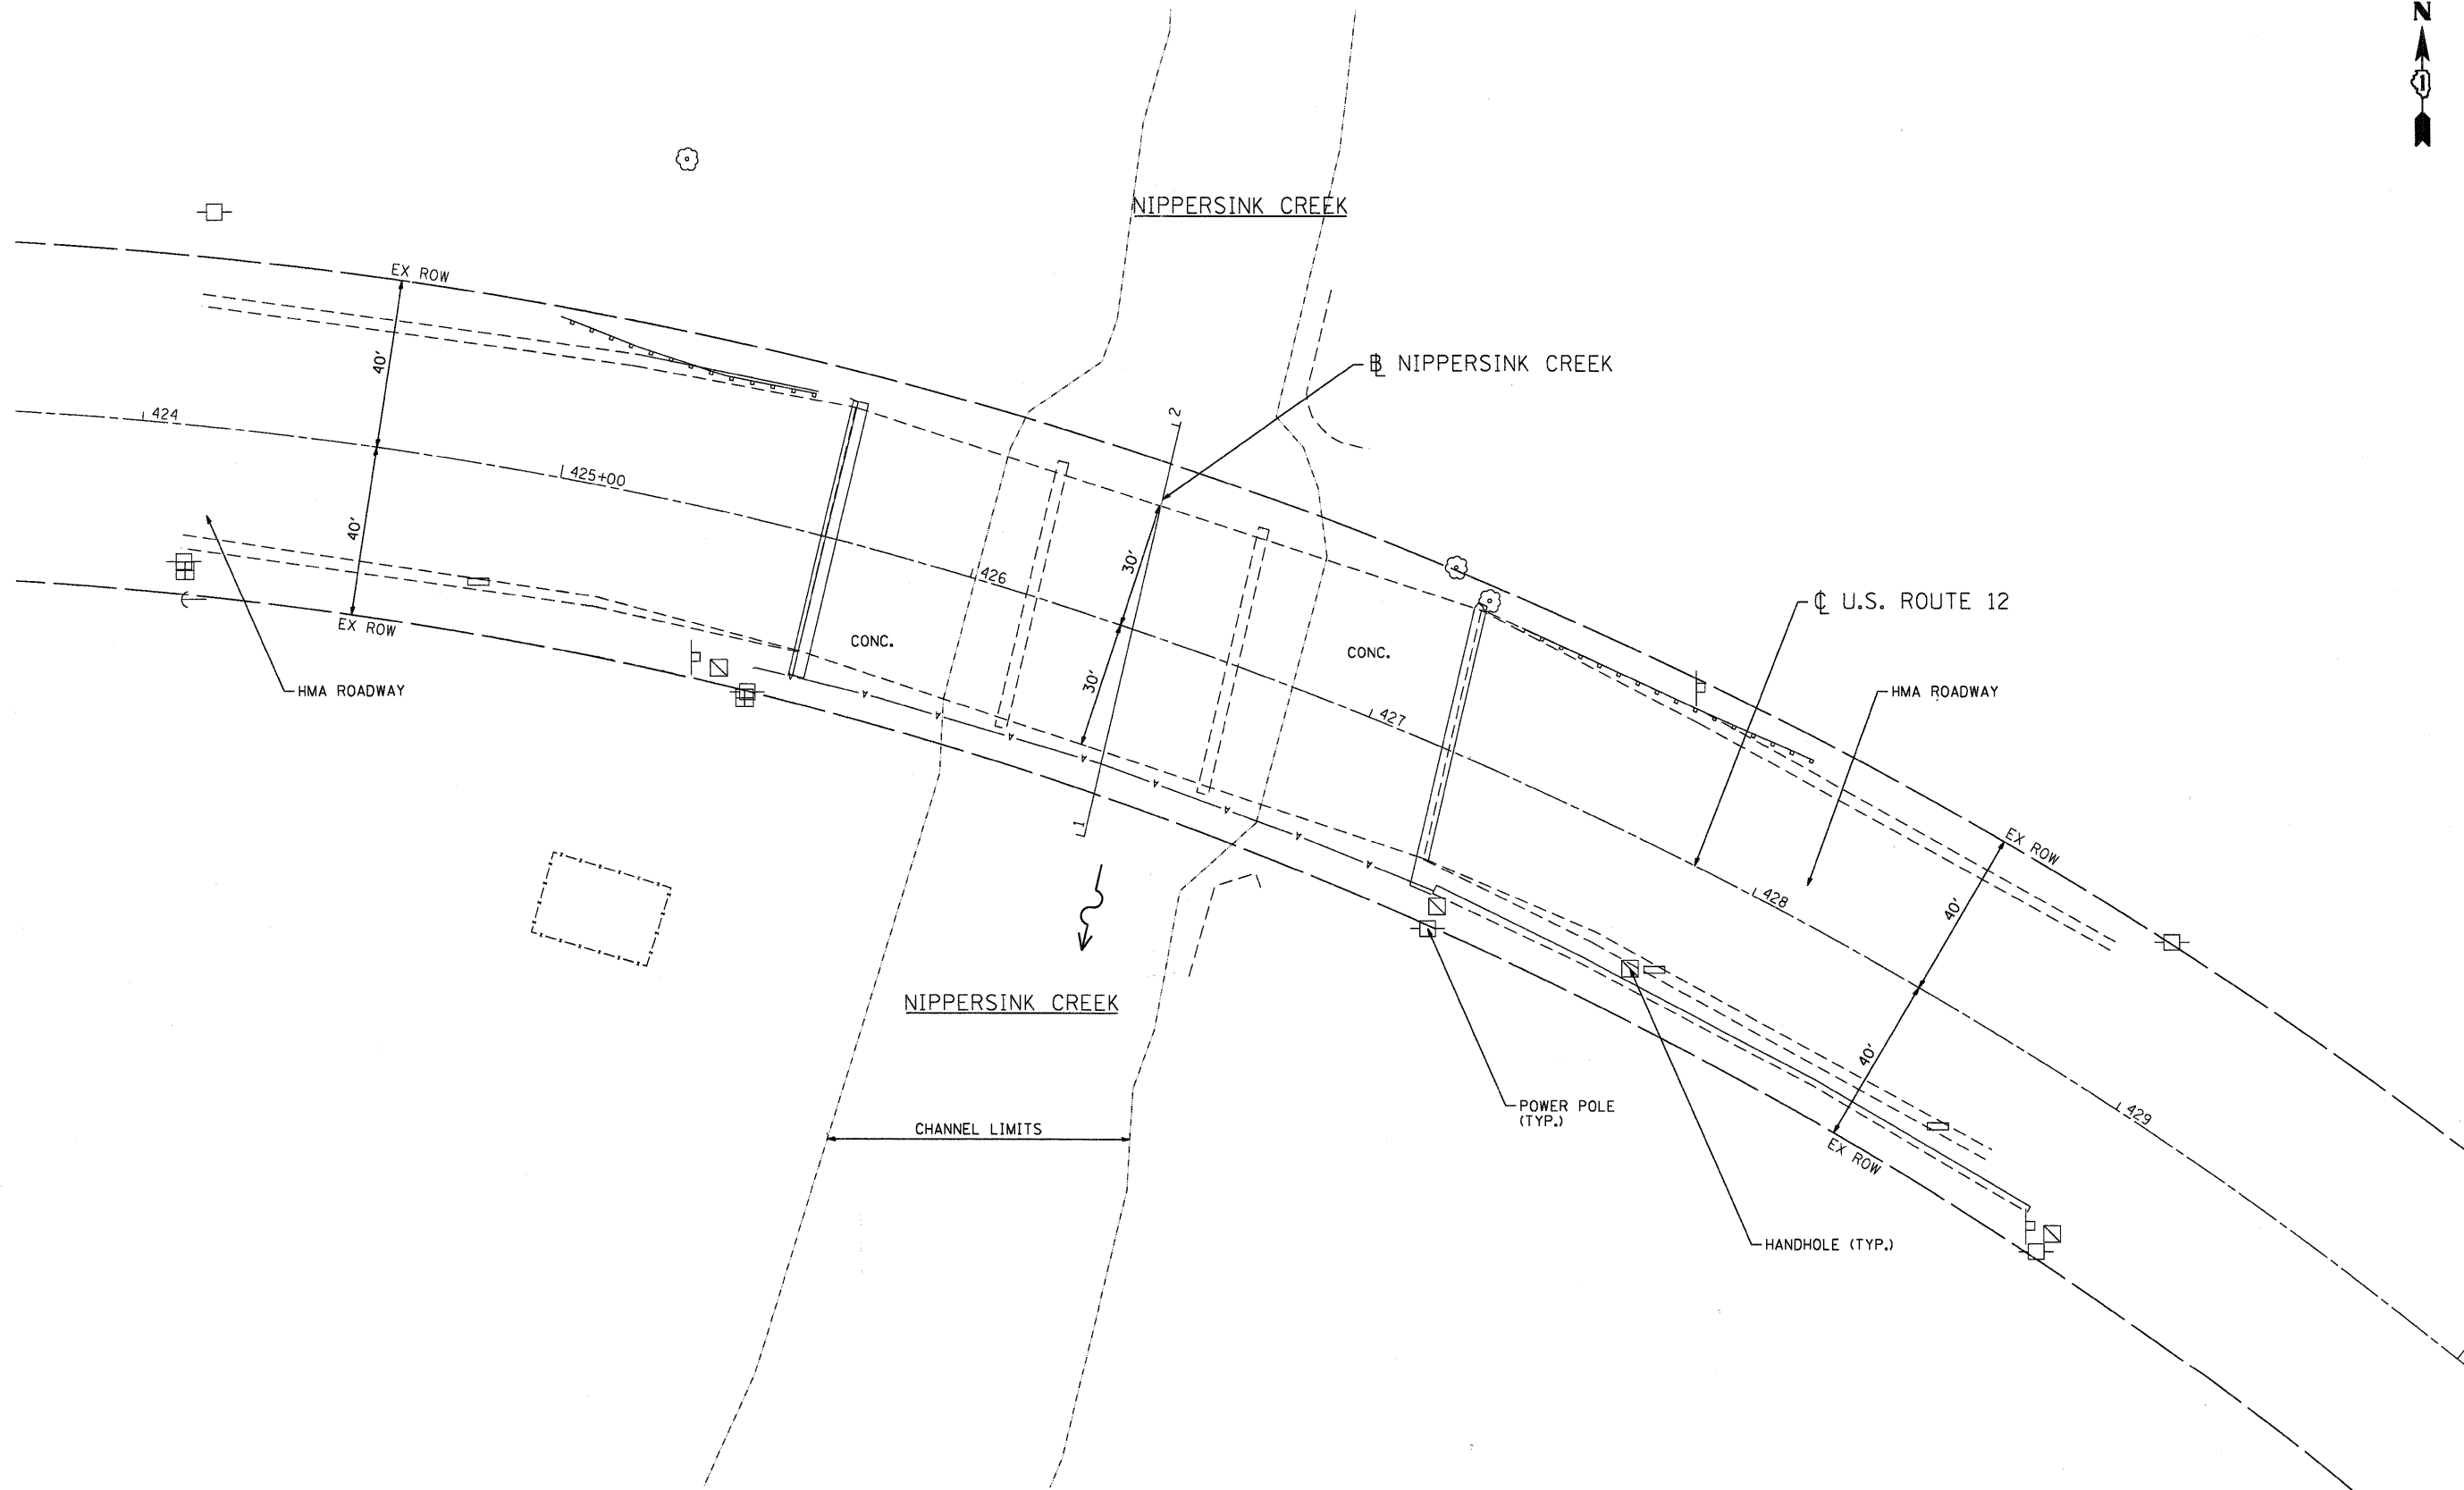 N
1
NIPPERSINK CREEK
EX ROW
40'
℄ NIPPERSINK CREEK
424
2
425+00
40'
30'
426
℄ U.S. ROUTE 12
EX ROW
CONC.
CONC.
HMA ROADWAY
30'
427
HMA ROADWAY
1
EX ROW
428
40'
NIPPERSINK CREEK
40'
429
POWER POLE
(TYP.)
CHANNEL LIMITS
EX ROW
HANDHOLE (TYP.)